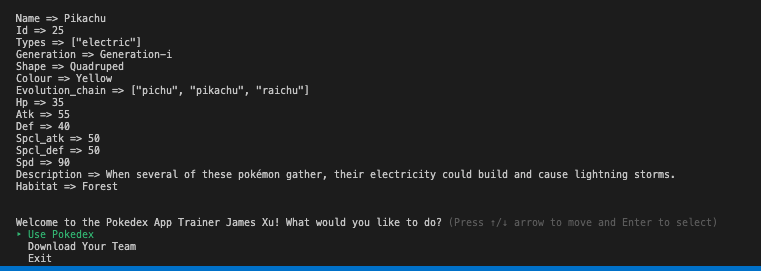 Name => Pikachu
Id => 25
Types => ["electric"]
Generation => Generation-i
Shape => Quadruped
Colour => Yellow
Evolution_chain => ["pichu", "pikachu", "raichu"]
Hp => 35
Atk => 55
Def => 40
Spcl_atk => 50
Spcl_def => 50
Spd => 90
Description => When several of these pokémon gather, their electricity could build and cause lightning storms.
Habitat => Forest
Welcome to the Pokedex App Trainer James Xu! What would you like to do? (Press ↑/↓ arrow to move and Enter to select)
‣ Use Pokedex
Download Your Team
Exit